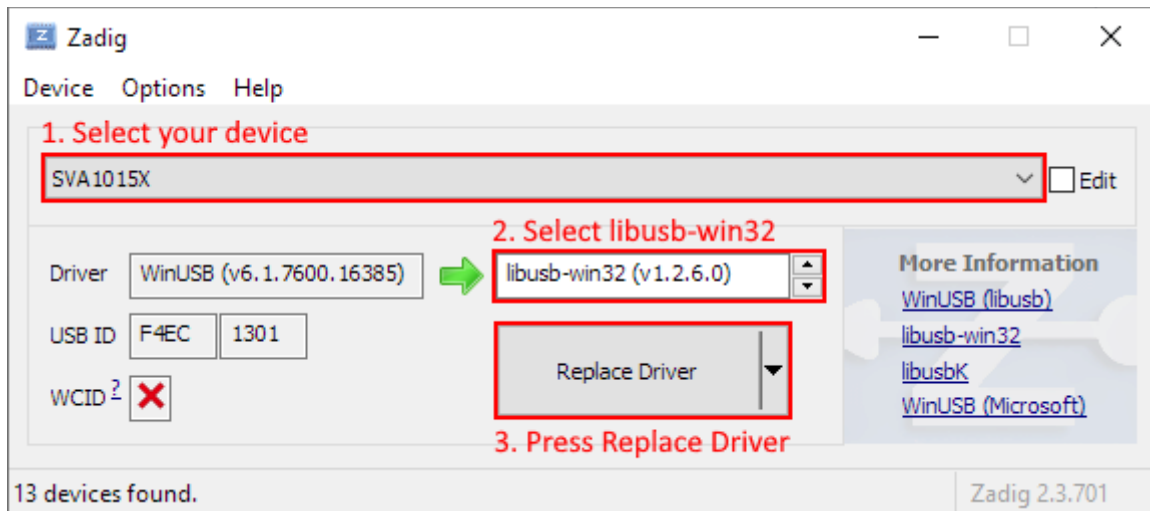 Zadig
Device Options Help
1. Select your device
SVA1015X
Edit
2. Select libusb-win32
Driver WinUSB (v6.1.7600.16385) libusb-win32 (v1.2.6.0)
More Information
WinUSB (libusb)
libusb-win32
libusbK
WinUSB (Microsoft)
USB ID F4EC 1301
WCID ?
Replace Driver
3. Press Replace Driver
13 devices found.
Zadig 2.3.701